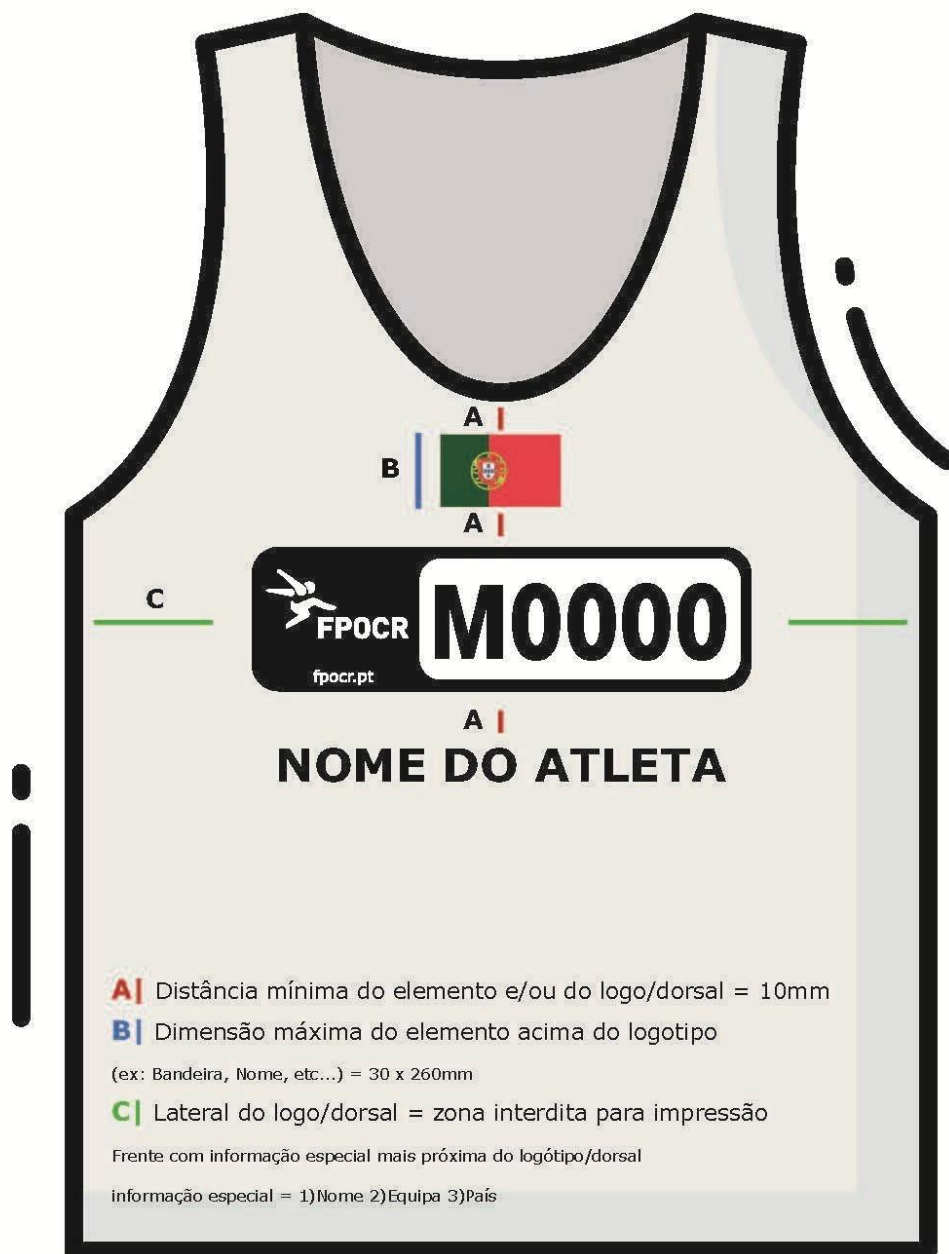 A
B
A
C
FPOCR
fpocr.pt
M0000
A
NOME DO ATLETA
A| Distância mínima do elemento e/ou do logo/dorsal = 10mm
B| Dimensão máxima do elemento acima do logotipo
(ex: Bandeira, Nome, etc...) = 30 x 260mm
C| Lateral do logo/dorsal = zona interdita para impressão
Frente com informação especial mais próxima do logótipo/dorsal
informação especial = 1)Nome 2)Equipa 3)País